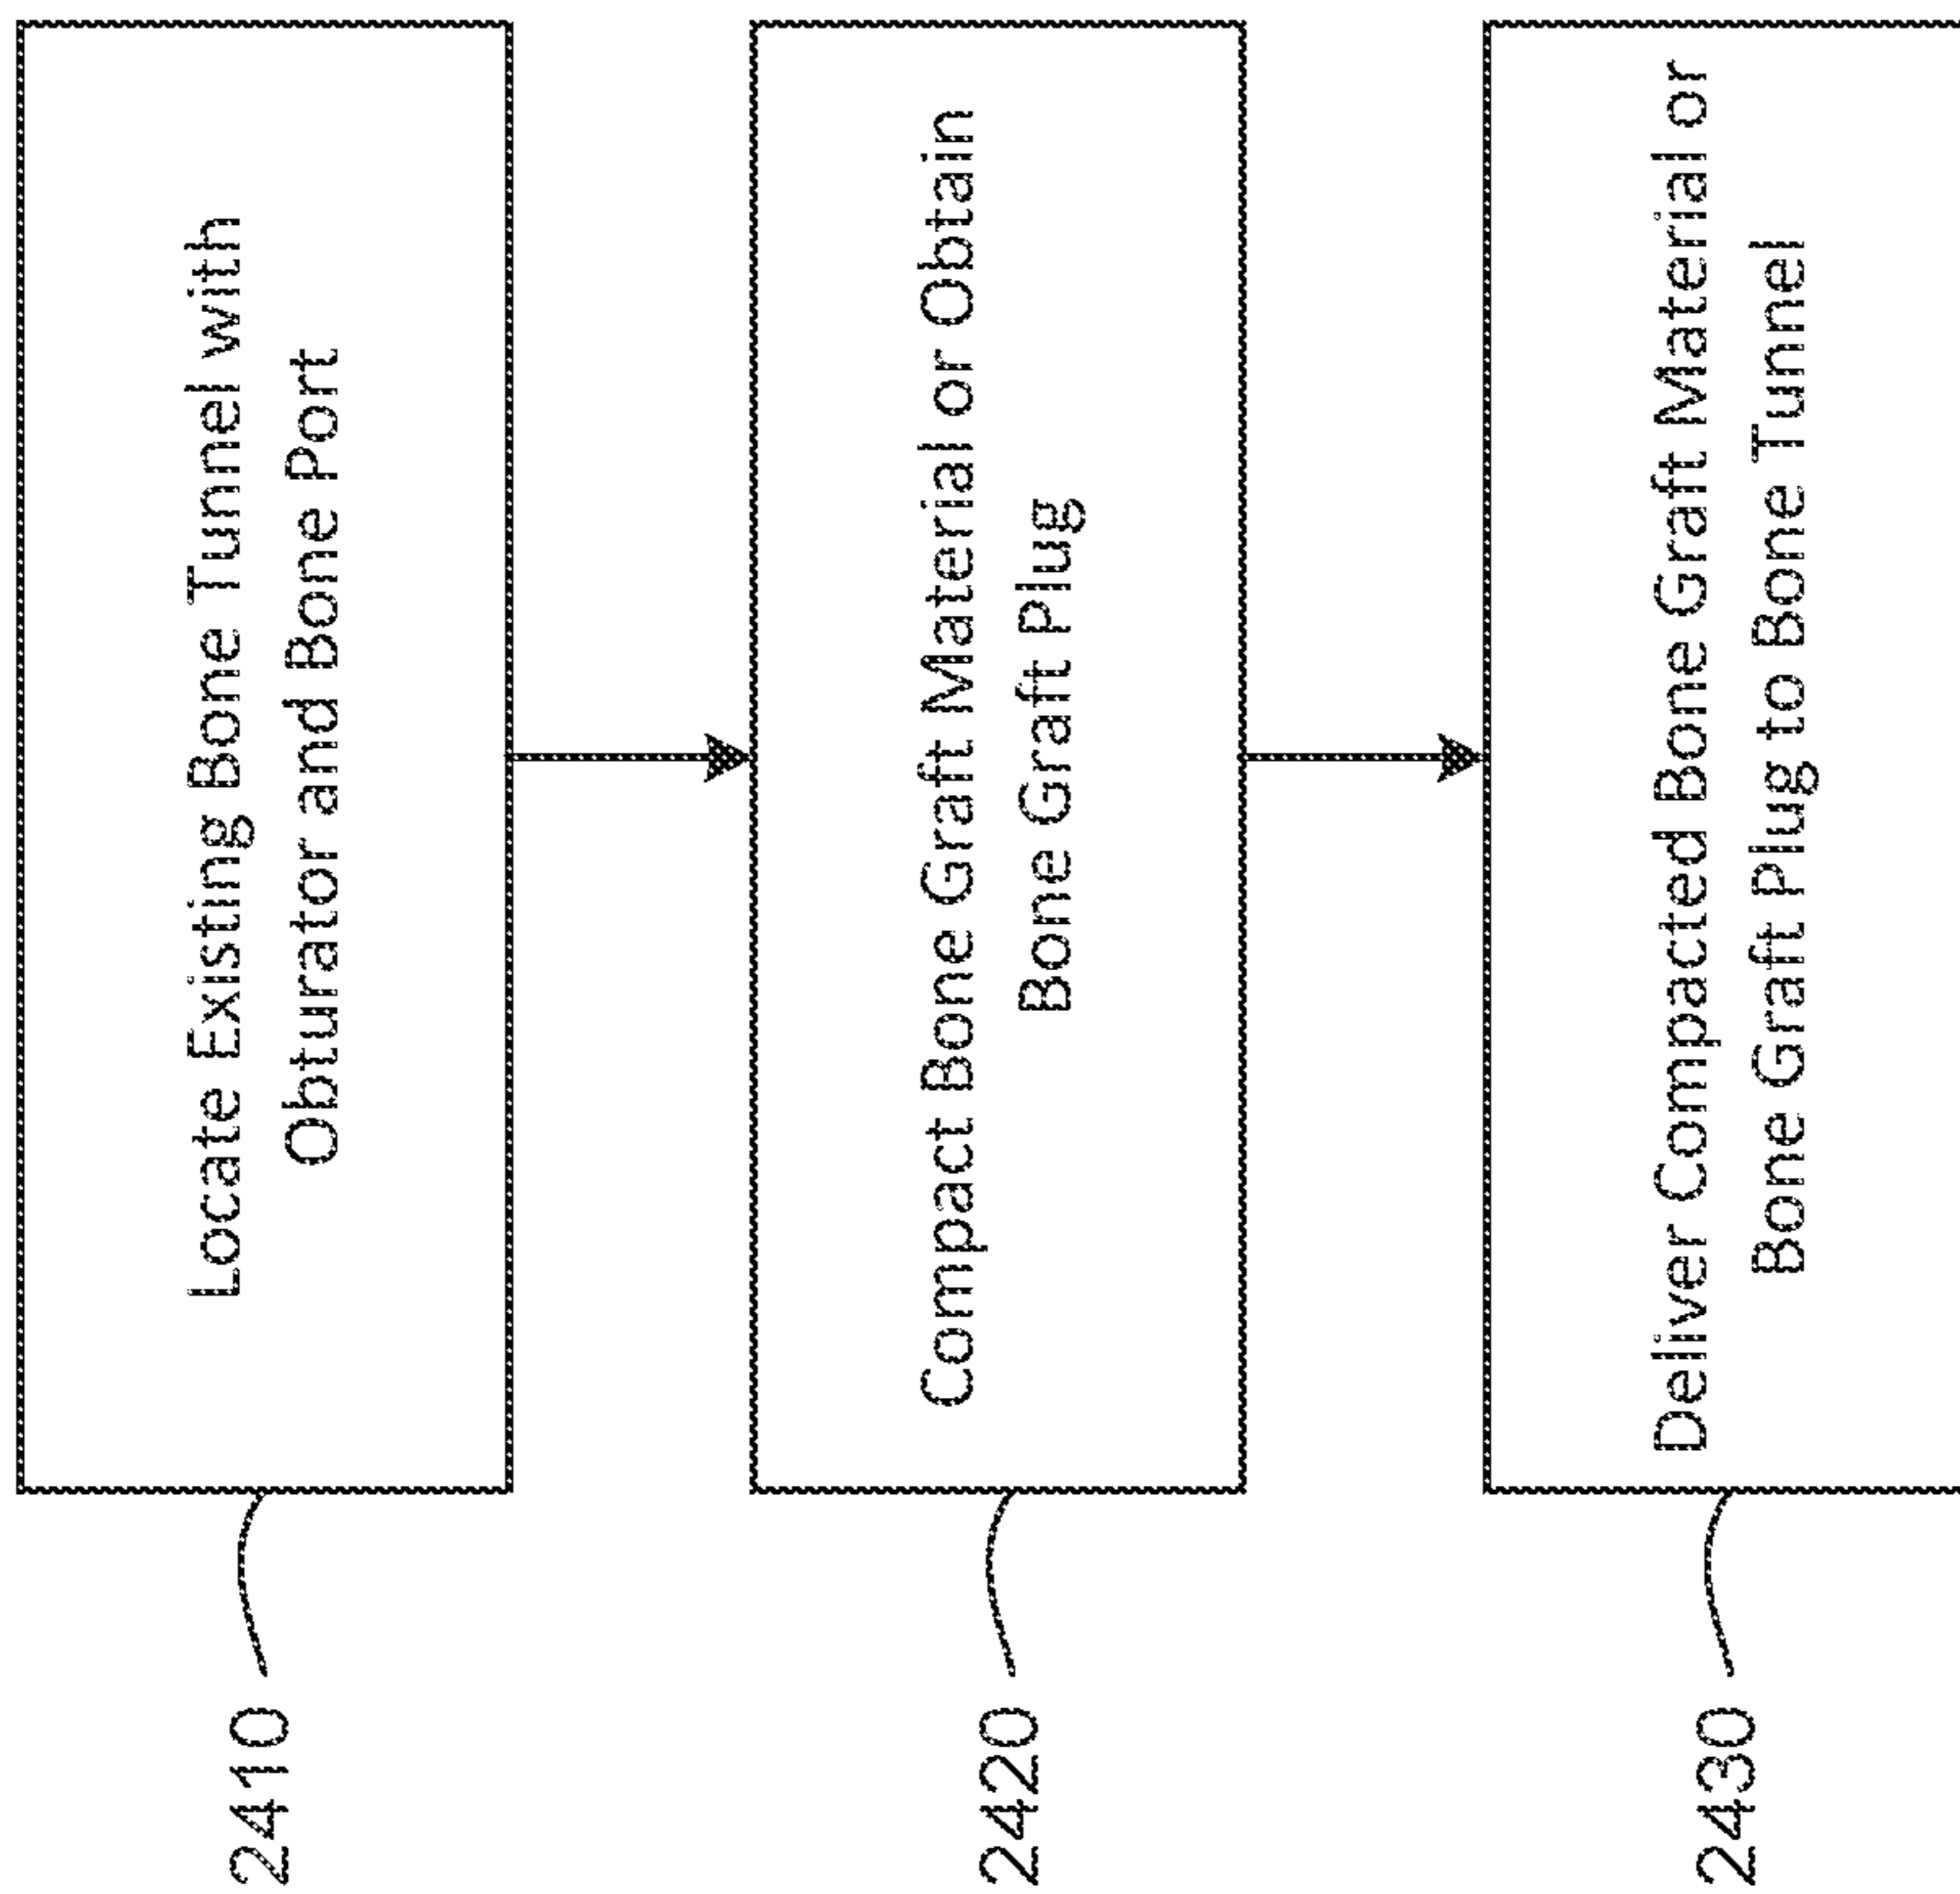 2410
Locate Existing Bone Tunnel with
Obturator and Bone Port
2420
Compact Bone Graft Material or Obtain
Bone Graft Plug
2430
Deliver Compacted Bone Graft Material or
Bone Graft Plug to Bone Tunnel